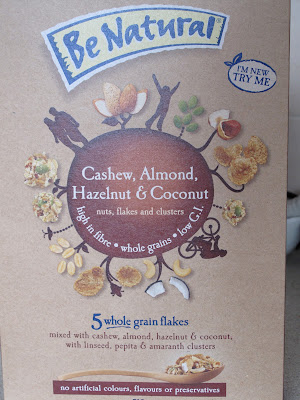 Be Natural®
I'M NEW
TRY ME
Cashew, Almond,
Hazelnut & Coconut
nuts, flakes and clusters
high in fibre • whole grains • low G.I.
5 whole grain flakes
mixed with cashew, almond, hazelnut & coconut,
with linseed, pepita & amaranth clusters
no artificial colours, flavours or preservatives